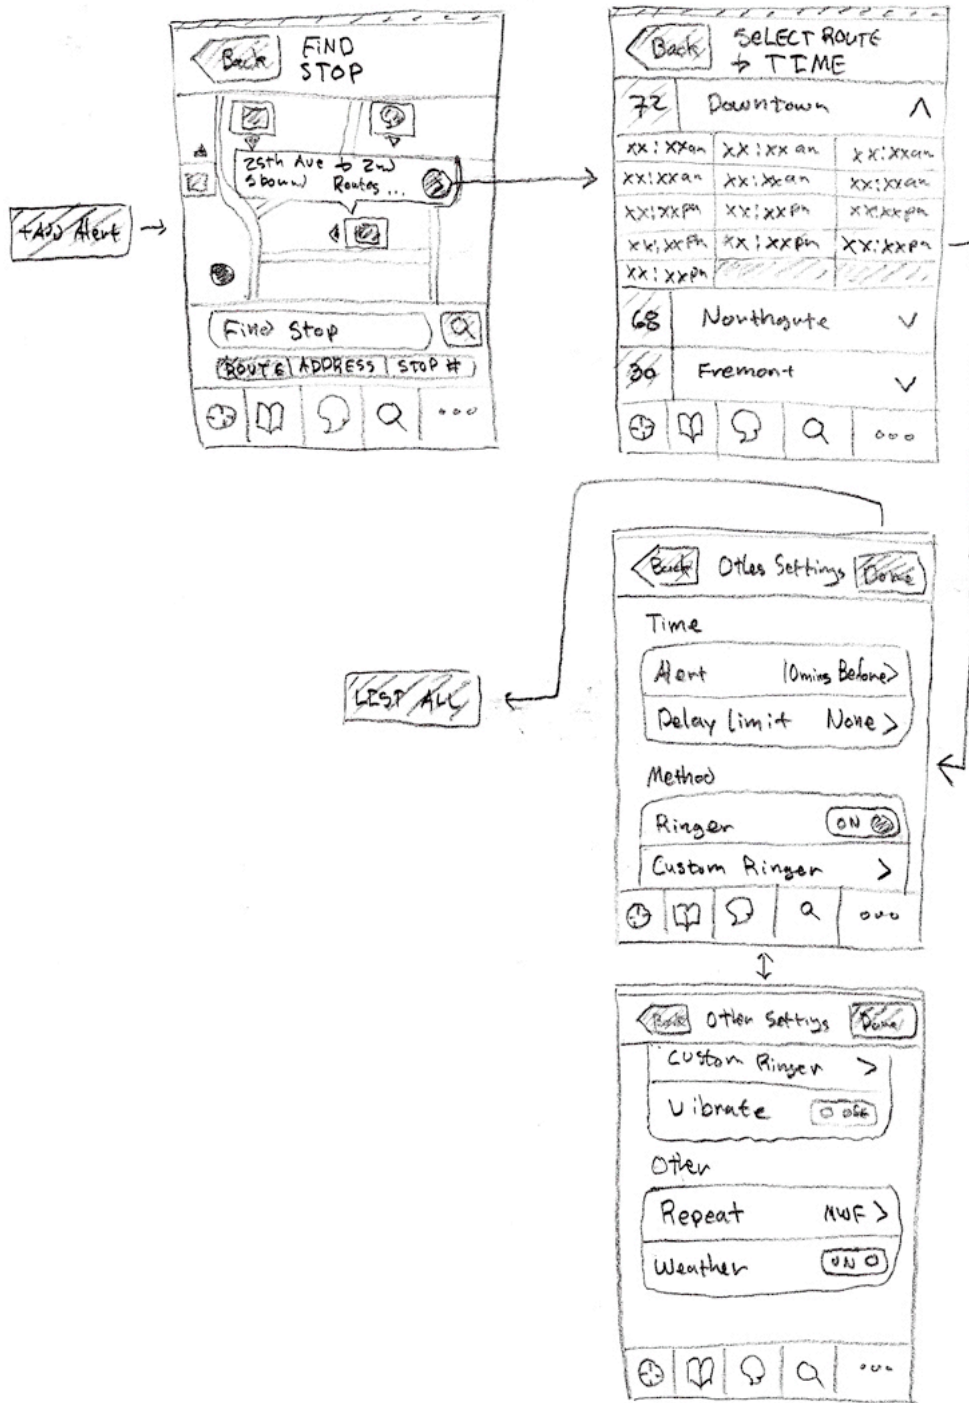 +ADD Alert
Back
FIND
STOP
25th Ave & 2nd
Sbound Routes ...
Find Stop
ROUTE ADDRESS STOP #
Back
SELECT ROUTE
& TIME
72 Downtown
xx:xxam xx:xxam xx:xxam
xx:xxam xx:xxam xx:xxam
xx:xxpm xx:xxpm xx:xxpm
xx:xxpm xx:xxpm xx:xxpm
xx:xxpm
68 Northgate
30 Fremont
Back Other Settings Done
Time
Alert 10mins Before >
Delay limit None >
Method
Ringer ON
Custom Ringer >
LIST ALL
Back Other Settings Done
Custom Ringer >
Vibrate Off
Other
Repeat MWF >
Weather ON